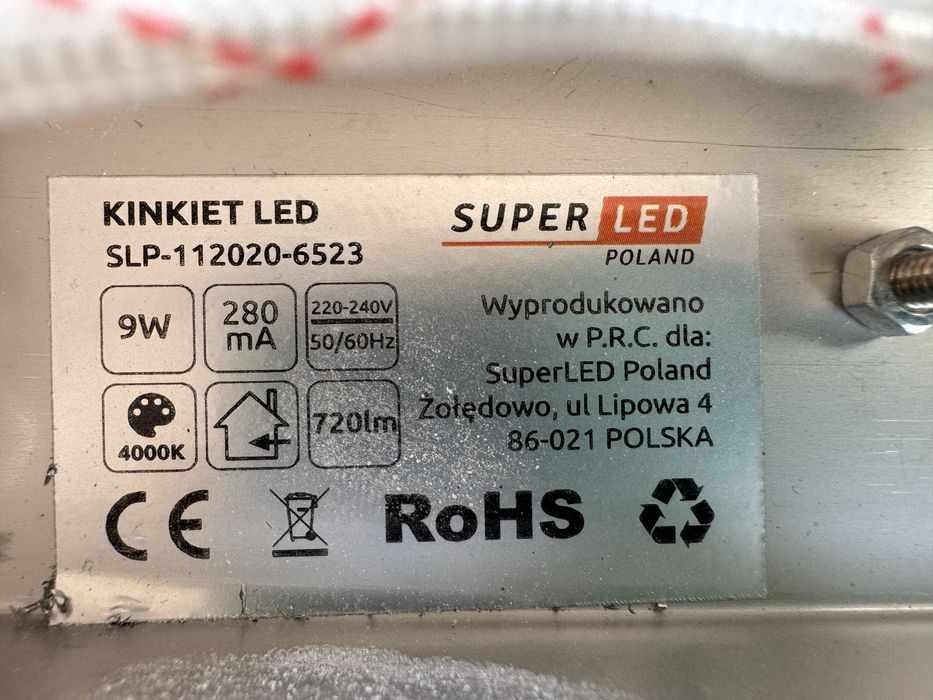 KINKIET LED
SLP-112020-6523
9W
280
mA
220-240V
50/60Hz
4000K
720lm
SUPER LED
POLAND
Wyprodukowano
w P.R.C. dla:
SuperLED Poland
Żołędowo, ul Lipowa 4
86-021 POLSKA
CE
RoHS